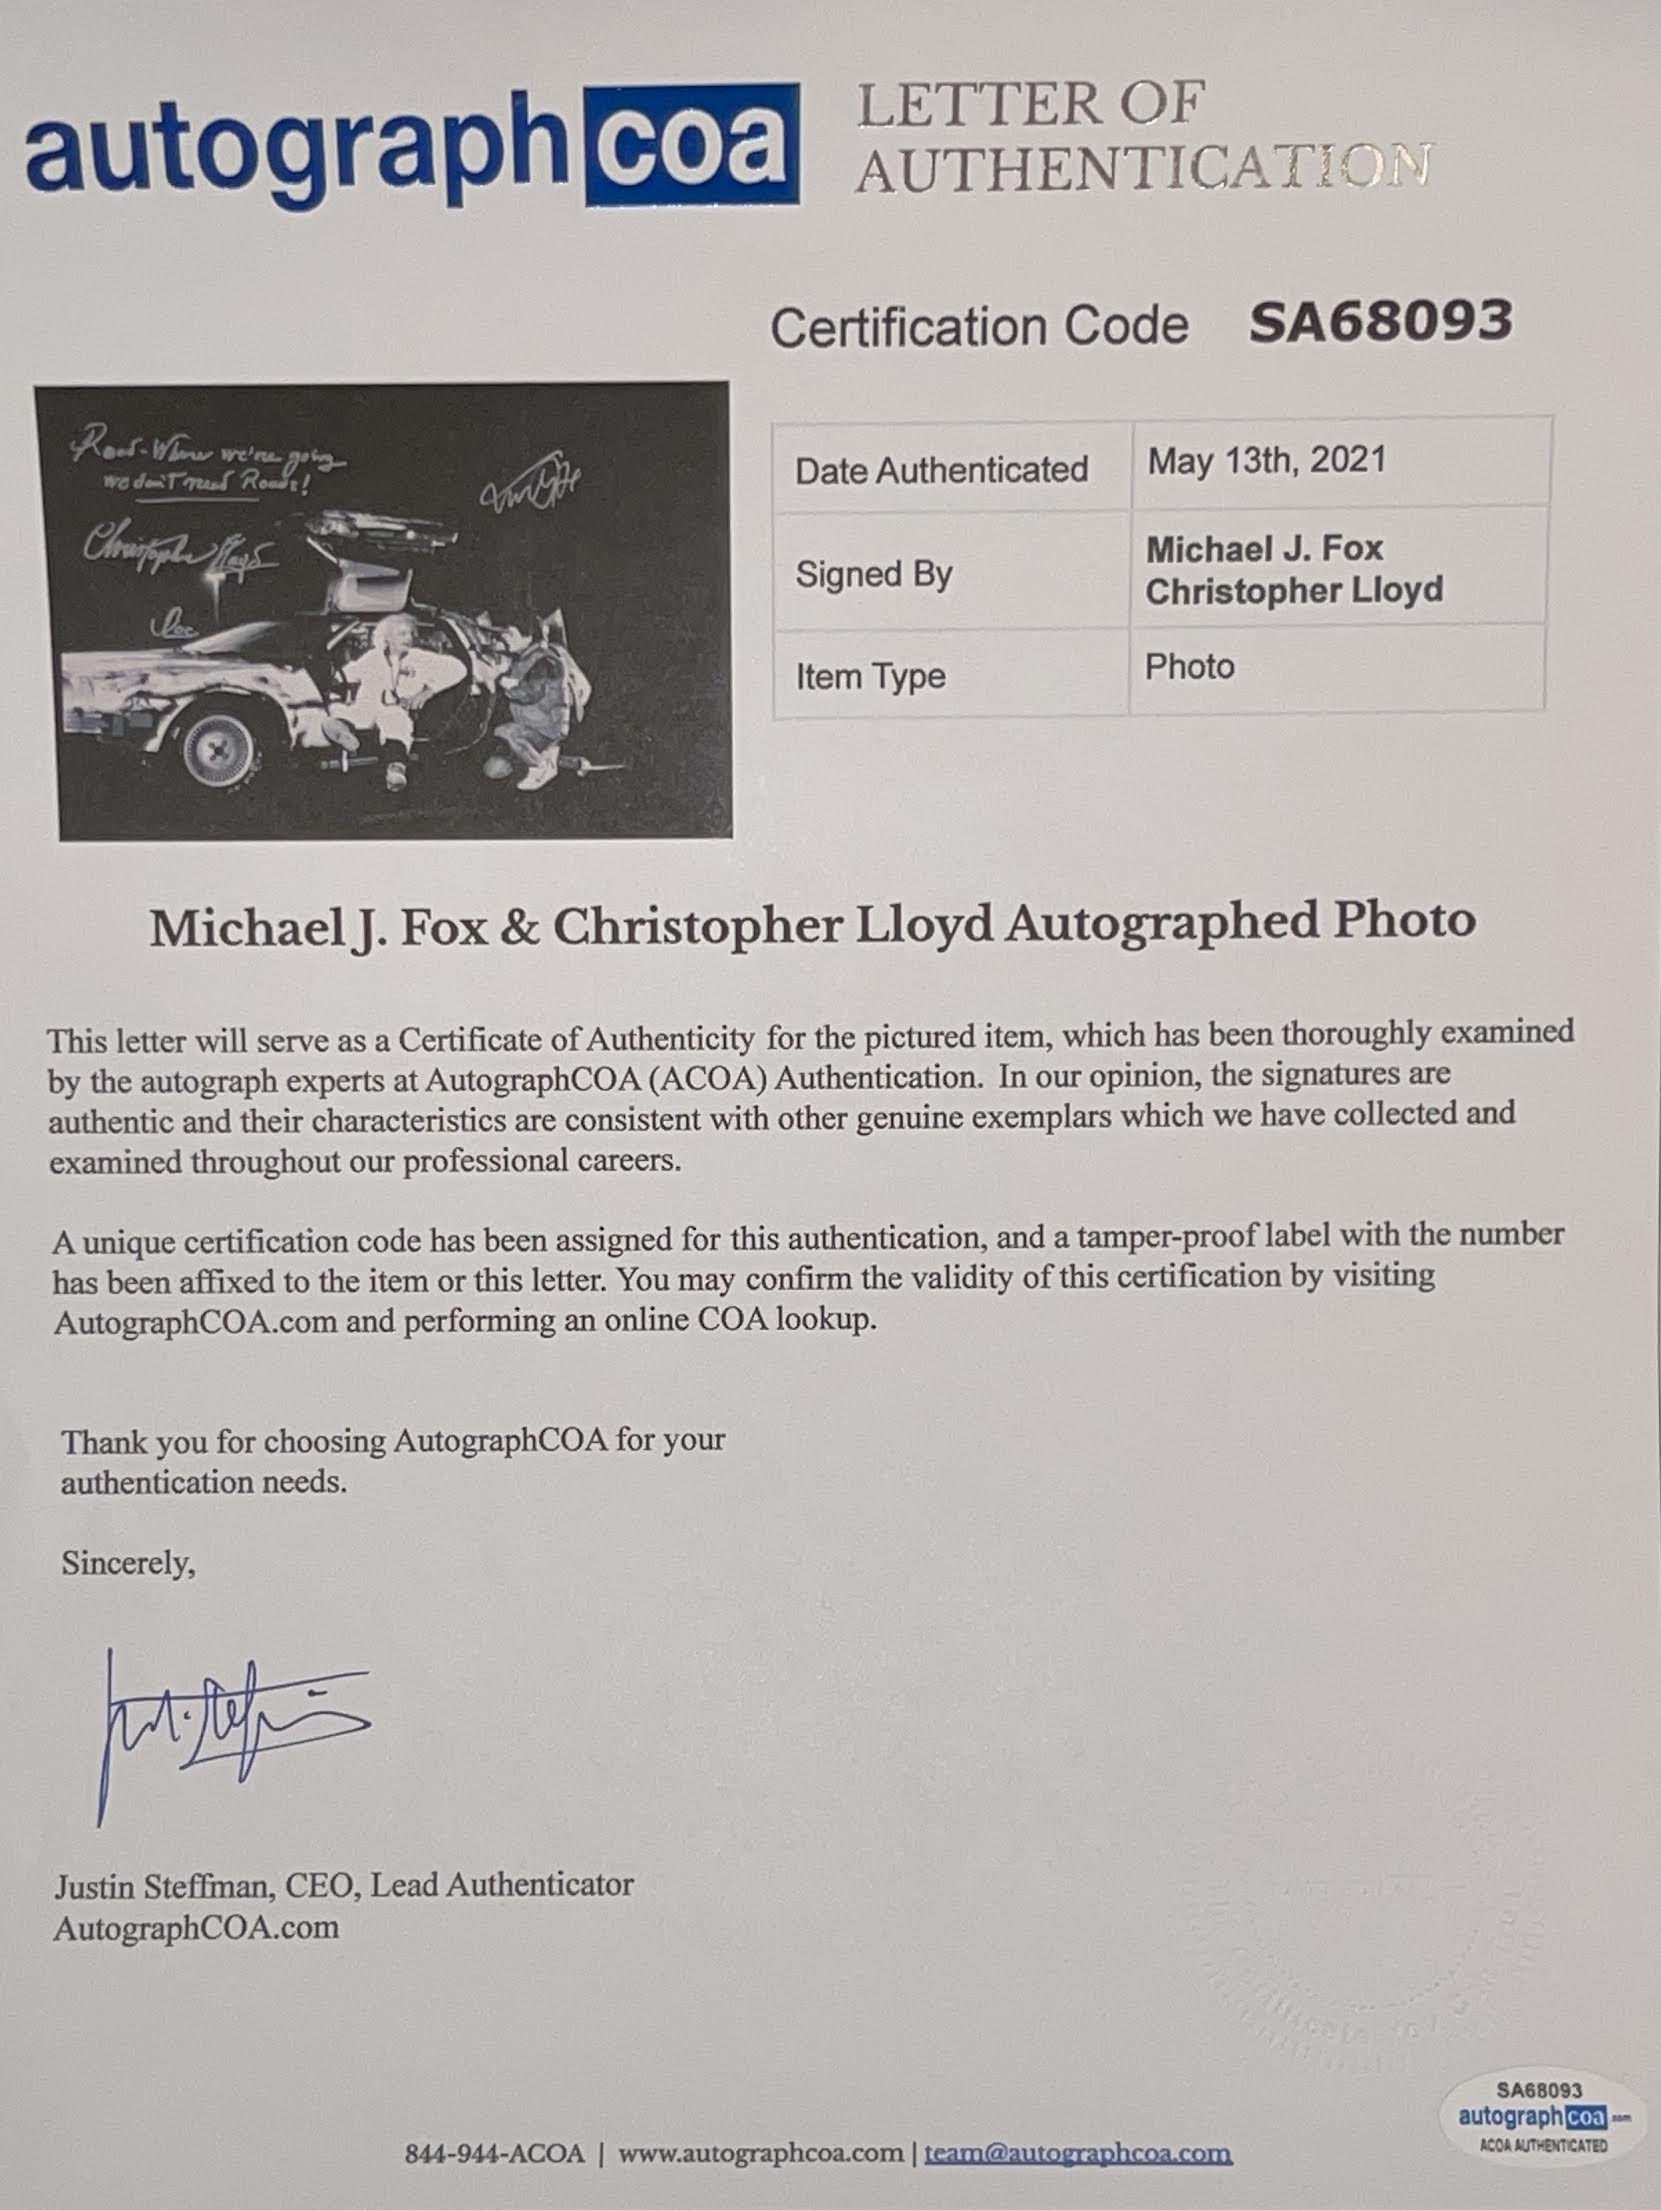 autographcoa
LETTER OF
AUTHENTICATION
Certification Code SA68093
Road-Where we're going
we don't need Roads!
Christopher Lloyd
Doc
Date Authenticated May 13th, 2021
Signed By Michael J. Fox
Christopher Lloyd
Item Type Photo
Michael J. Fox & Christopher Lloyd Autographed Photo
This letter will serve as a Certificate of Authenticity for the pictured item, which has been thoroughly examined
by the autograph experts at AutographCOA (ACOA) Authentication. In our opinion, the signatures are
authentic and their characteristics are consistent with other genuine exemplars which we have collected and
examined throughout our professional careers.
A unique certification code has been assigned for this authentication, and a tamper-proof label with the number
has been affixed to the item or this letter. You may confirm the validity of this certification by visiting
AutographCOA.com and performing an online COA lookup.
Thank you for choosing AutographCOA for your
authentication needs.
Sincerely,
Justin Steffman, CEO, Lead Authenticator
AutographCOA.com
SA68093
autographcoa.com
ACOA AUTHENTICATED
844-944-ACOA | www.autographcoa.com | team@autographcoa.com